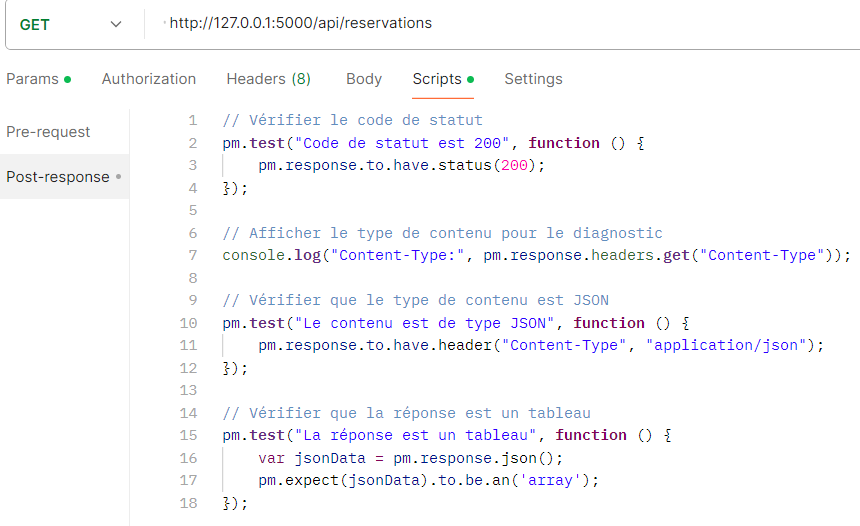 GET http://127.0.0.1:5000/api/reservations
Params Authorization Headers (8) Body Scripts Settings
Pre-request
Post-response
1 // Vérifier le code de statut
2 pm.test("Code de statut est 200", function () {
3 pm.response.to.have.status(200);
4 });
5
6 // Afficher le type de contenu pour le diagnostic
7 console.log("Content-Type:", pm.response.headers.get("Content-Type"));
8
9 // Vérifier que le type de contenu est JSON
10 pm.test("Le contenu est de type JSON", function () {
11 pm.response.to.have.header("Content-Type", "application/json");
12 });
13
14 // Vérifier que la réponse est un tableau
15 pm.test("La réponse est un tableau", function () {
16 var jsonData = pm.response.json();
17 pm.expect(jsonData).to.be.an('array');
18 });